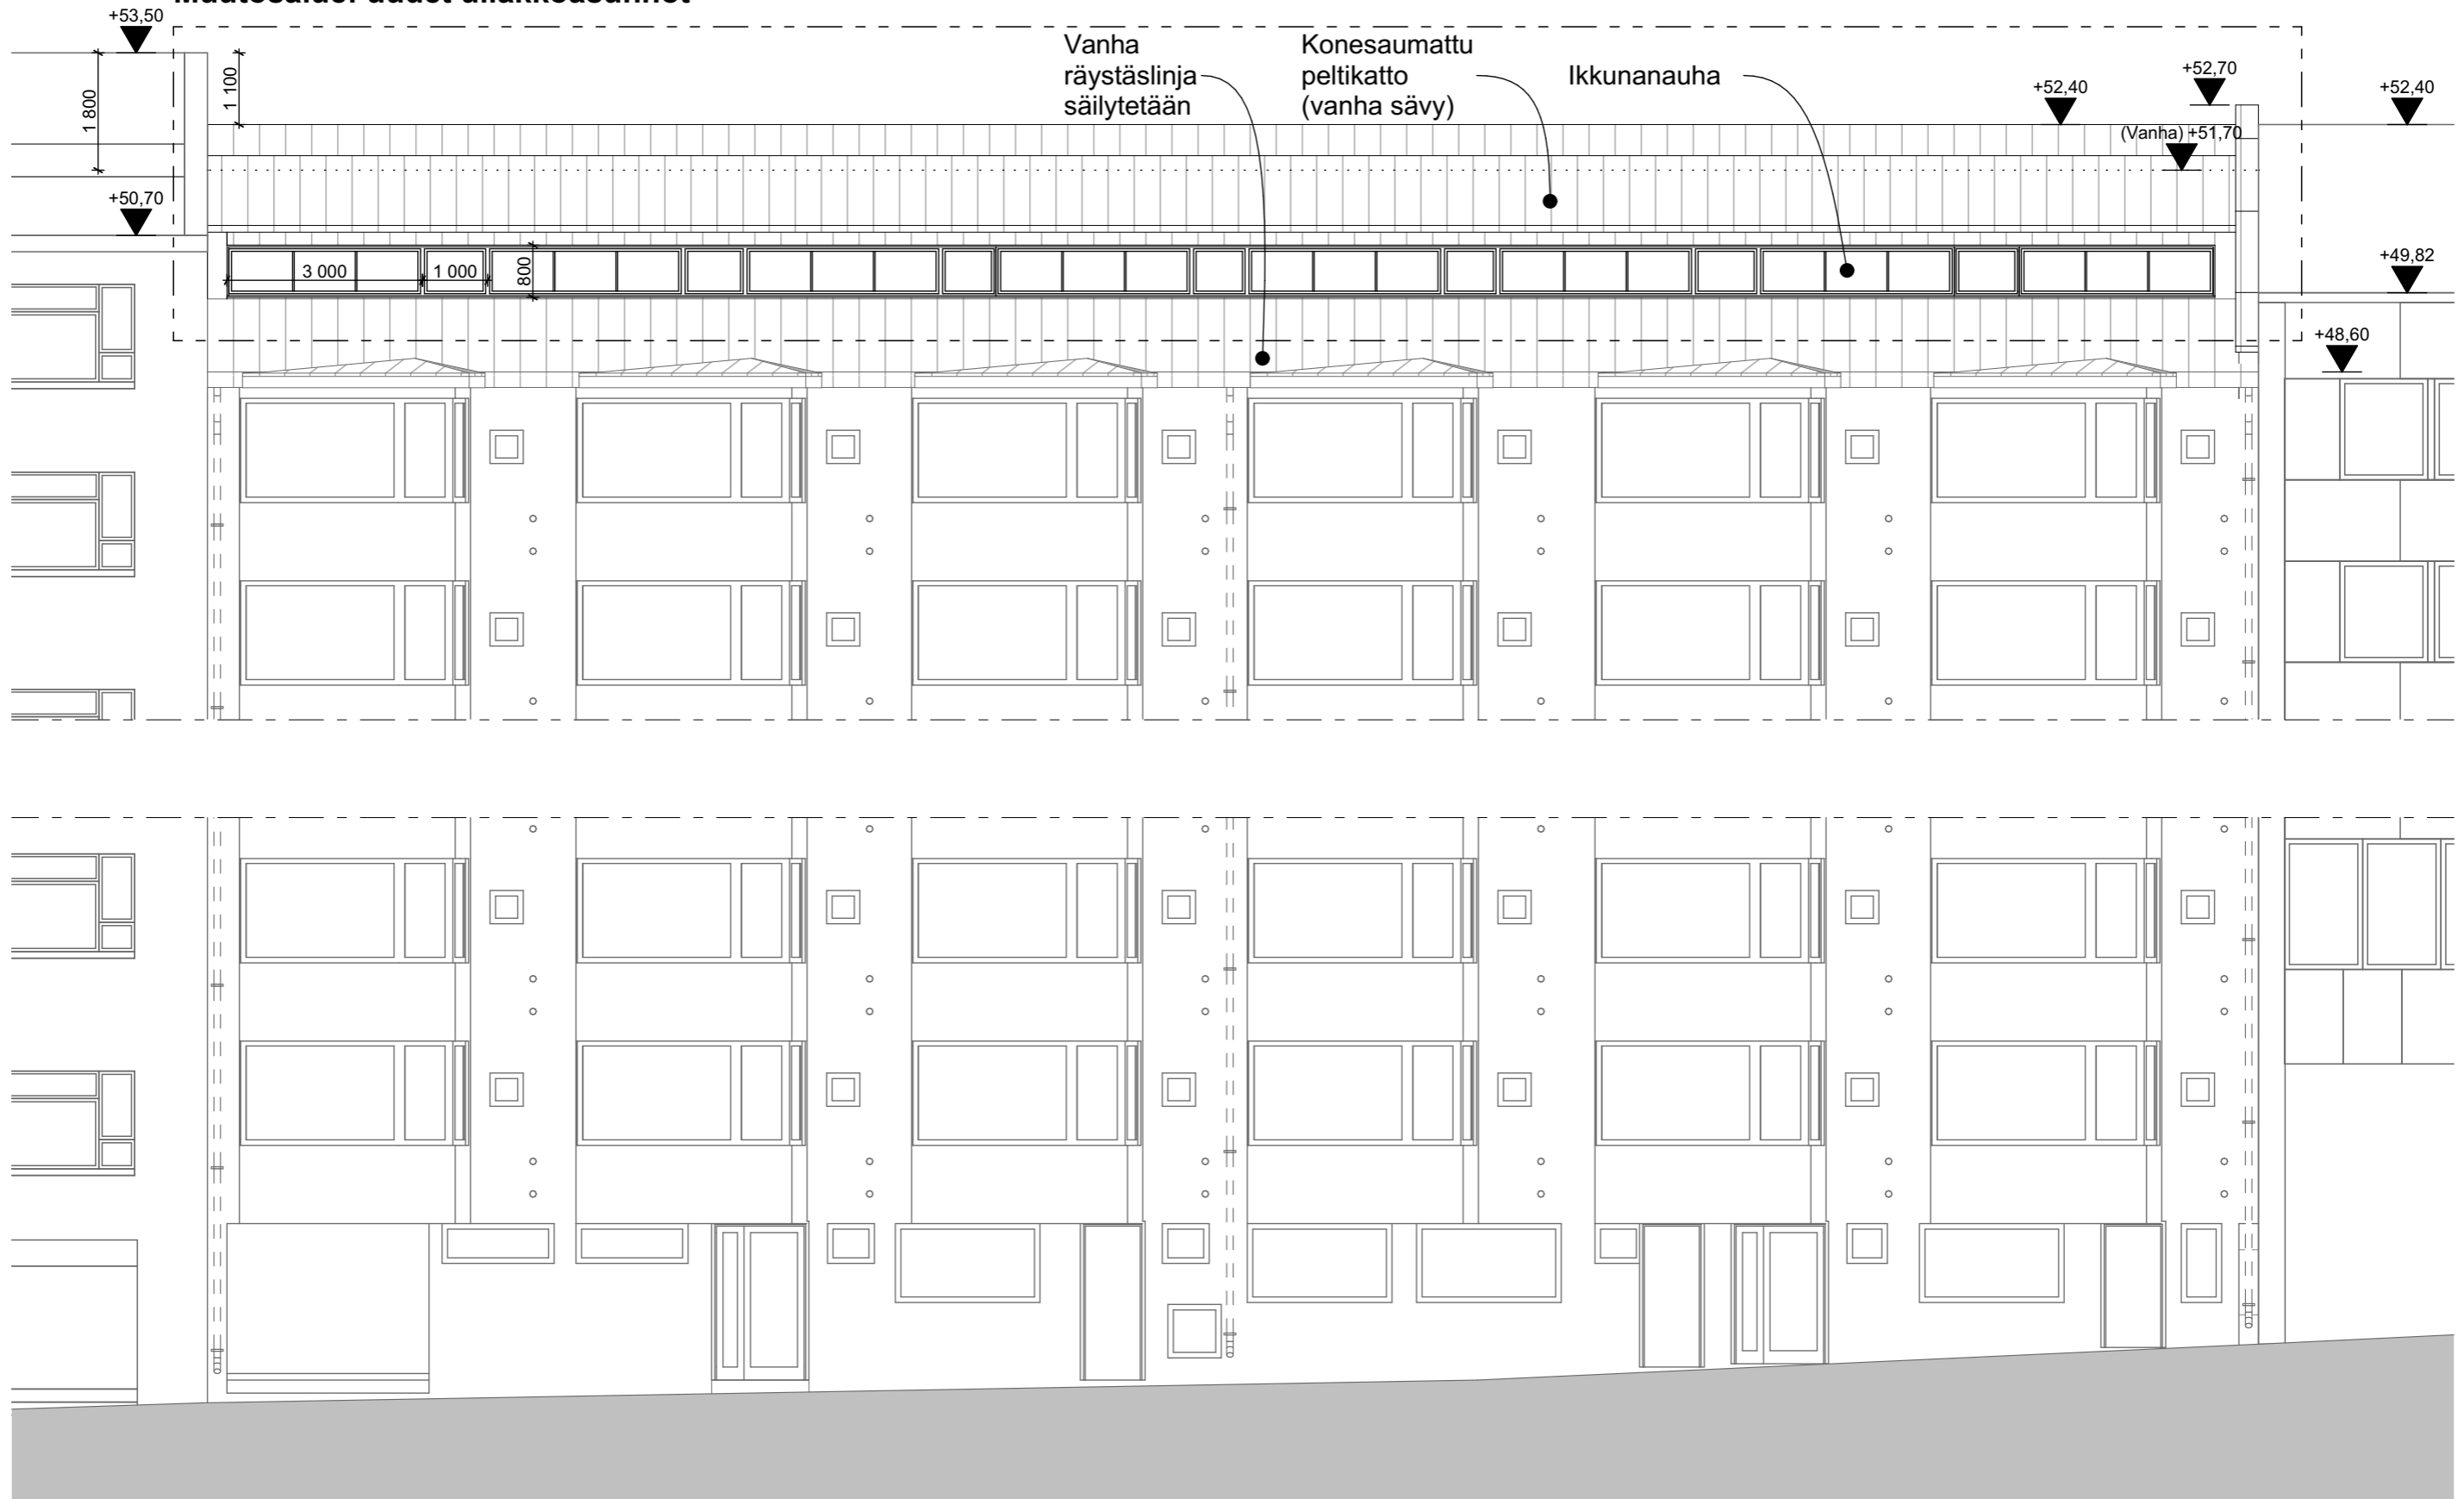 +53,50
Vanha
räystäslinja
säilytetään
Konesaumattu
peltikatto
(vanha sävy)
Ikkunanauha
+52,70
+52,40
+52,40
1 800
1 100
(Vanha) +51,70
+50,70
3 000
1 000
800
+49,82
+48,60